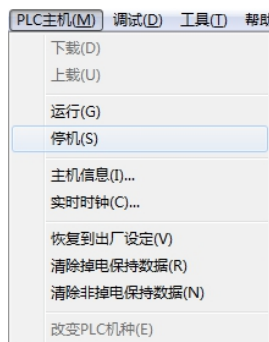 PLC主机(M) 调试(D) 工具(T) 帮助
下载(D)
上载(U)
运行(G)
停机(S)
主机信息(I)...
实时时钟(C)...
恢复到出厂设定(V)
清除掉电保持数据(R)
清除非掉电保持数据(N)
改变PLC机种(E)